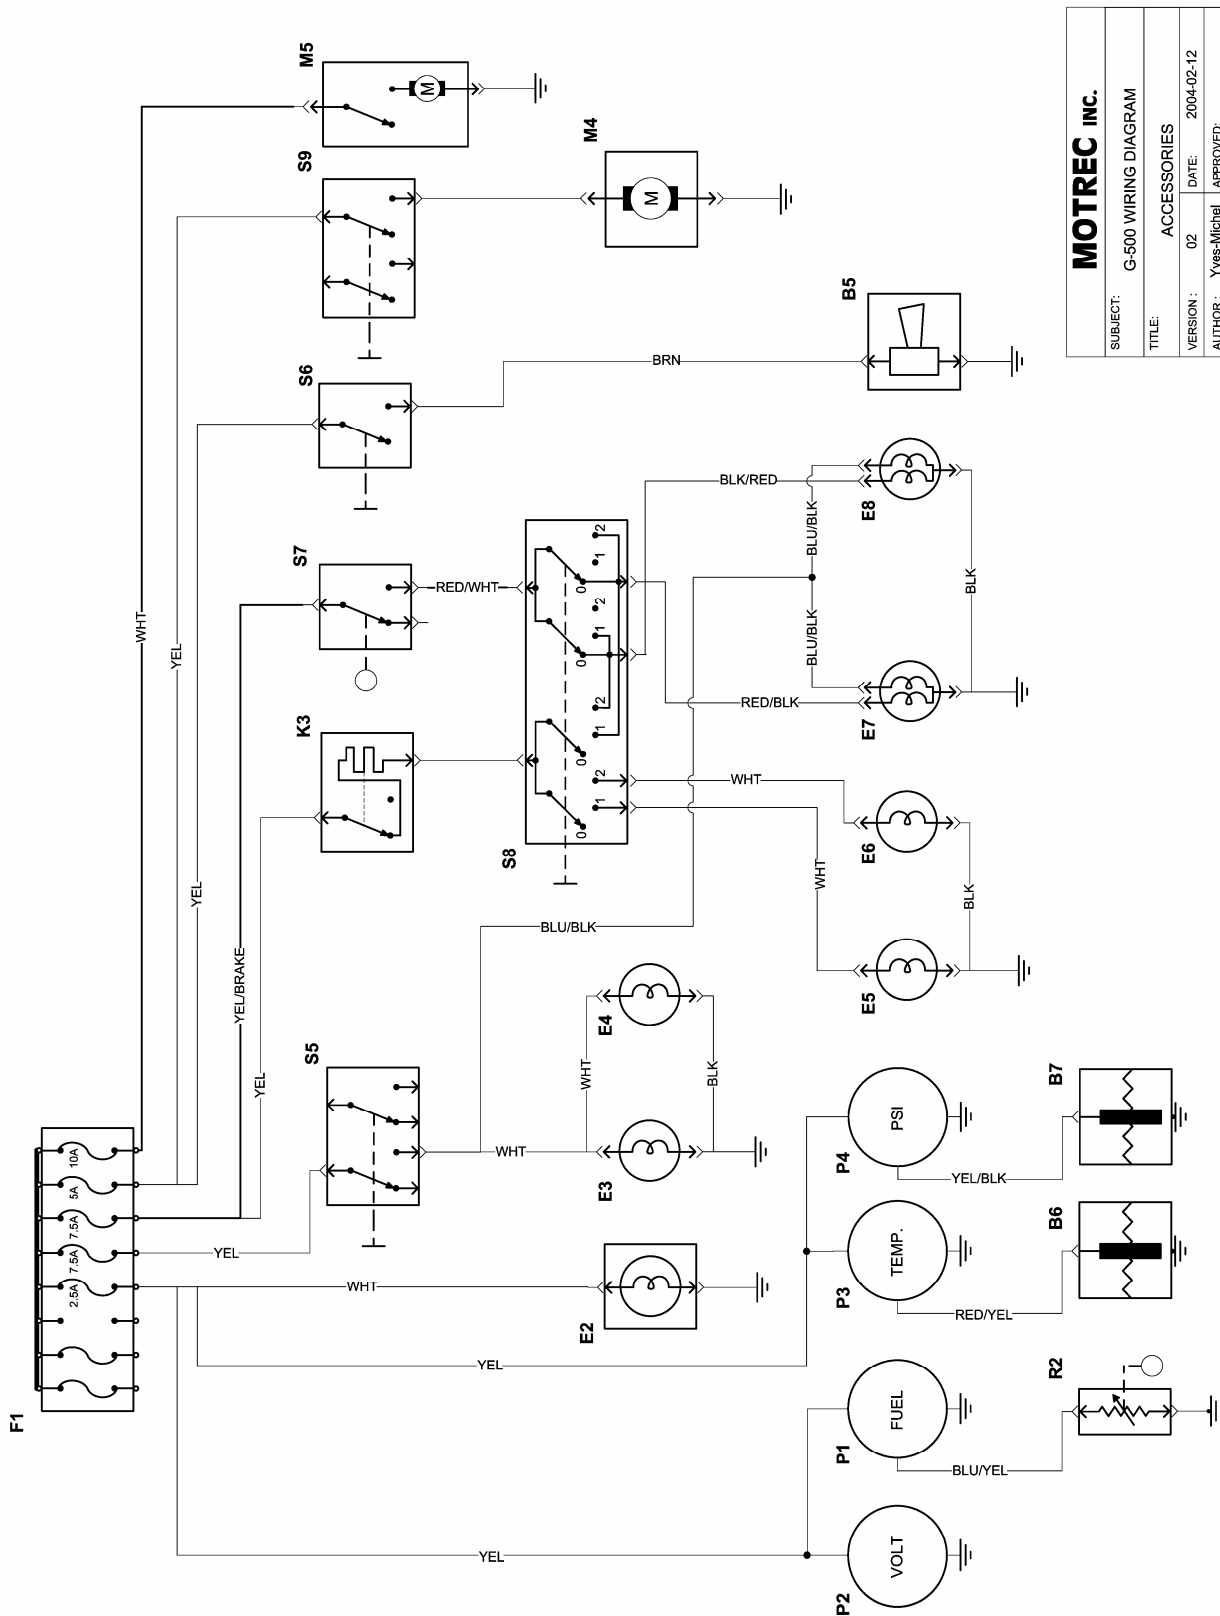 MOTREC INC.
SUBJECT:
G-500 WIRING DIAGRAM
TITLE:
ACCESSORIES
VERSION :
02
DATE:
2004-02-12
AUTHOR :
Yves-Michel
APPROVED:
F1
10A
5A
7.5A
7.5A
2.5A
WHT
YEL
YEL
YEL/BRAKE
YEL
YEL
WHT
YEL
YEL
M5
M
S9
M4
M
S6
BRN
B5
S7
RED/WHT
K3
S8
0
1
2
0
1
2
0
1
2
0
1
2
BLK/RED
BLU/BLK
BLU/BLK
RED/BLK
E8
BLK
E7
WHT
WHT
E6
BLK
E5
BLU/BLK
S5
WHT
WHT
E4
BLK
E3
E2
P4
PSI
YEL/BLK
B7
P3
TEMP.
RED/YEL
B6
P1
FUEL
BLU/YEL
R2
P2
VOLT